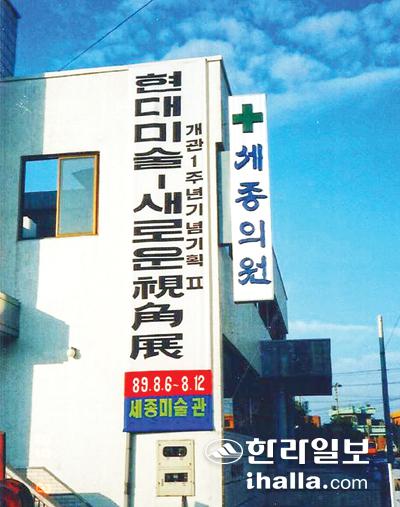 현대미술-새로운視角展
개관1주년기념기획 II
89.8.6~8.12
세종미술관
세종의원
한라일보
ihalla.com